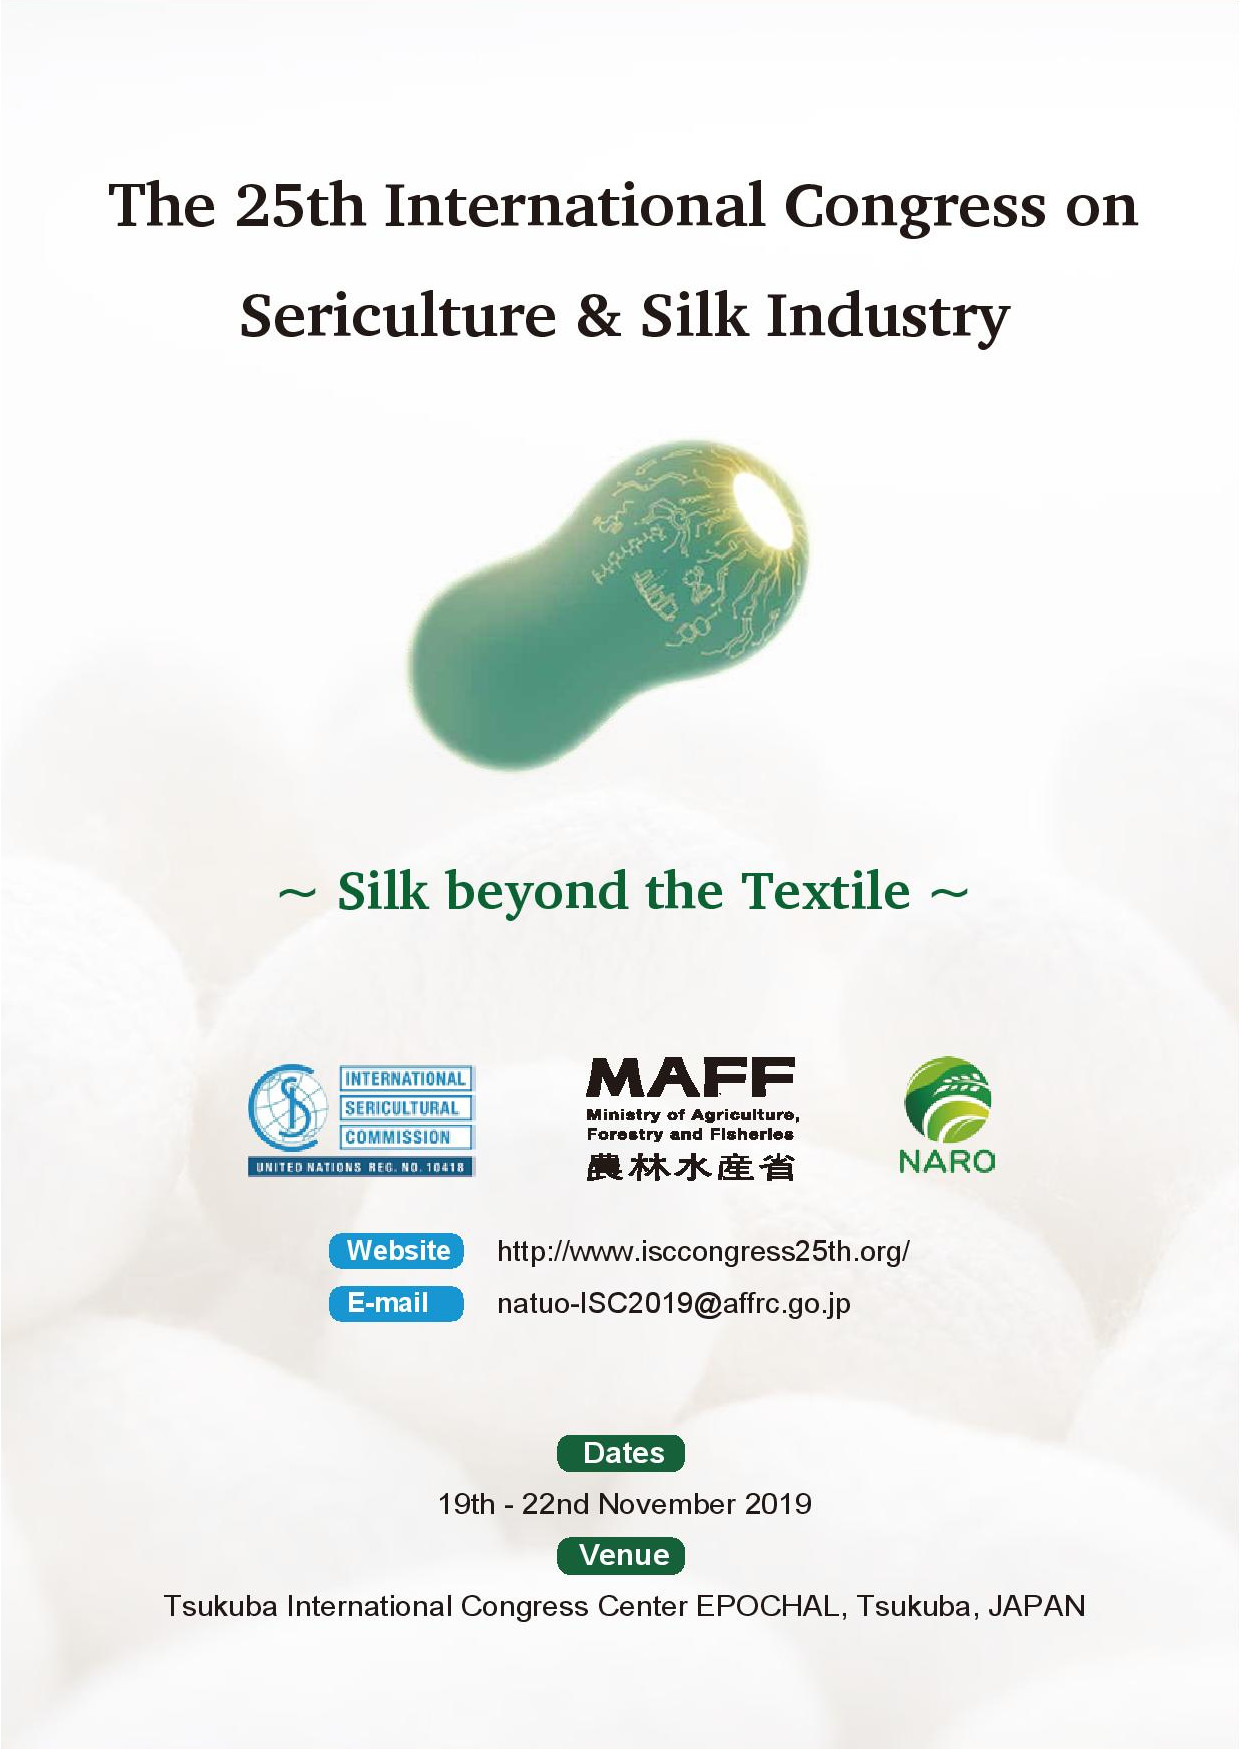 The 25th International Congress on
Sericulture & Silk Industry
~ Silk beyond the Textile ~
INTERNATIONAL
SERICULTURAL
COMMISSION
UNITED NATIONS REG. NO. 10418
MAFF
Ministry of Agriculture,
Forestry and Fisheries
農林水産省
NARO
Website http://www.isccongress25th.org/
E-mail natuo-ISC2019@affrc.go.jp
Dates
19th - 22nd November 2019
Venue
Tsukuba International Congress Center EPOCHAL, Tsukuba, JAPAN